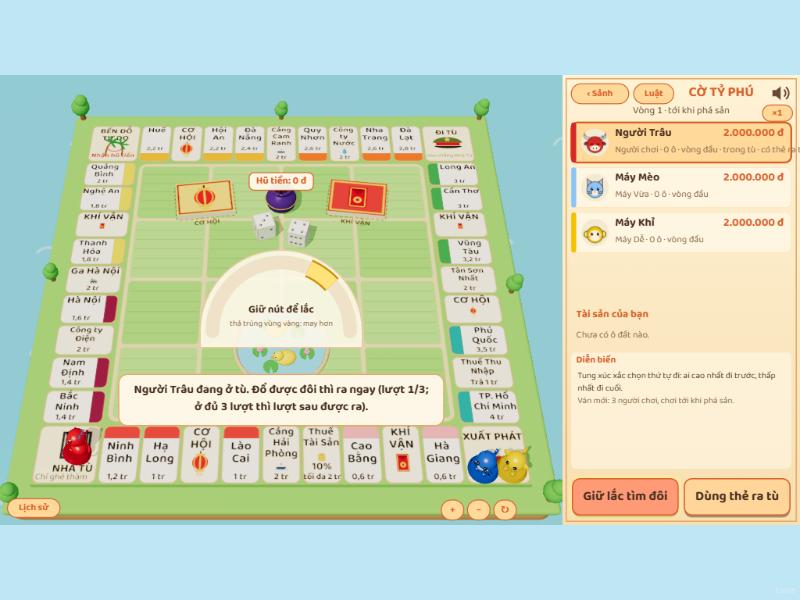 BẾN ĐỖ
TỰ DO
Huế
2,2 tr
CƠ
HỘI
Hội
An
2,2 tr
Đà
Nẵng
2,4 tr
Cảng
Cam
Ranh
2 tr
Quy
Nhơn
2,6 tr
Công
ty
Nước
2 tr
Nha
Trang
2,6 tr
Đà
Lạt
2,8 tr
ĐI TÙ
Quảng
Bình
2 tr
Nghệ An
1,8 tr
KHÍ VẬN
Thanh
Hóa
1,8 tr
Ga Hà Nội
2 tr
Hà Nội
1,6 tr
Công ty
Điện
2 tr
Nam
Định
1,4 tr
Bắc
Ninh
1,4 tr
Long An
3 tr
Cần Thơ
3 tr
KHÍ VẬN
Vũng
Tàu
3,2 tr
Tân Sơn
Nhất
2 tr
CƠ HỘI
Phú
Quốc
3,5 tr
Thuế Thu
Nhập
Trả 1 tr
TP. Hồ
Chí Minh
4 tr
Hũ tiền: 0 đ
CƠ HỘI
KHÍ VẬN
Giữ nút để lắc
thả trúng vùng vàng: may hơn
Người Trâu đang ở tù. Đổ được đôi thì ra ngay (lượt 1/3;
ở đủ 3 lượt thì lượt sau được ra).
NHÀ TÙ
Chỉ ghé thăm
Ninh
Bình
1,2 tr
Hạ
Long
1 tr
CƠ
HỘI
Lào
Cai
1 tr
Cảng
Hải
Phòng
2 tr
Thuế
Tài Sản
10%
tối đa 2 tr
Cao
Bằng
0,6 tr
KHÍ
VẬN
Hà
Giang
0,6 tr
XUẤT PHÁT
Lịch sử
+
−
↻
‹ Sảnh
Luật
CỜ TỶ PHÚ
Vòng 1 · tới khi phá sản
×1
Người Trâu
2.000.000 đ
Người chơi · 0 ô · vòng đầu · trong tù · có thẻ ra t
Máy Mèo
2.000.000 đ
Máy Vừa · 0 ô · vòng đầu
Máy Khỉ
2.000.000 đ
Máy Dễ · 0 ô · vòng đầu
Tài sản của bạn
Chưa có ô đất nào.
Diễn biến
Tung xúc xắc chọn thứ tự đi: ai cao nhất đi trước, thấp
nhất đi cuối.
Ván mới: 3 người chơi, chơi tới khi phá sản.
Giữ lắc tìm đôi
Dùng thẻ ra tù